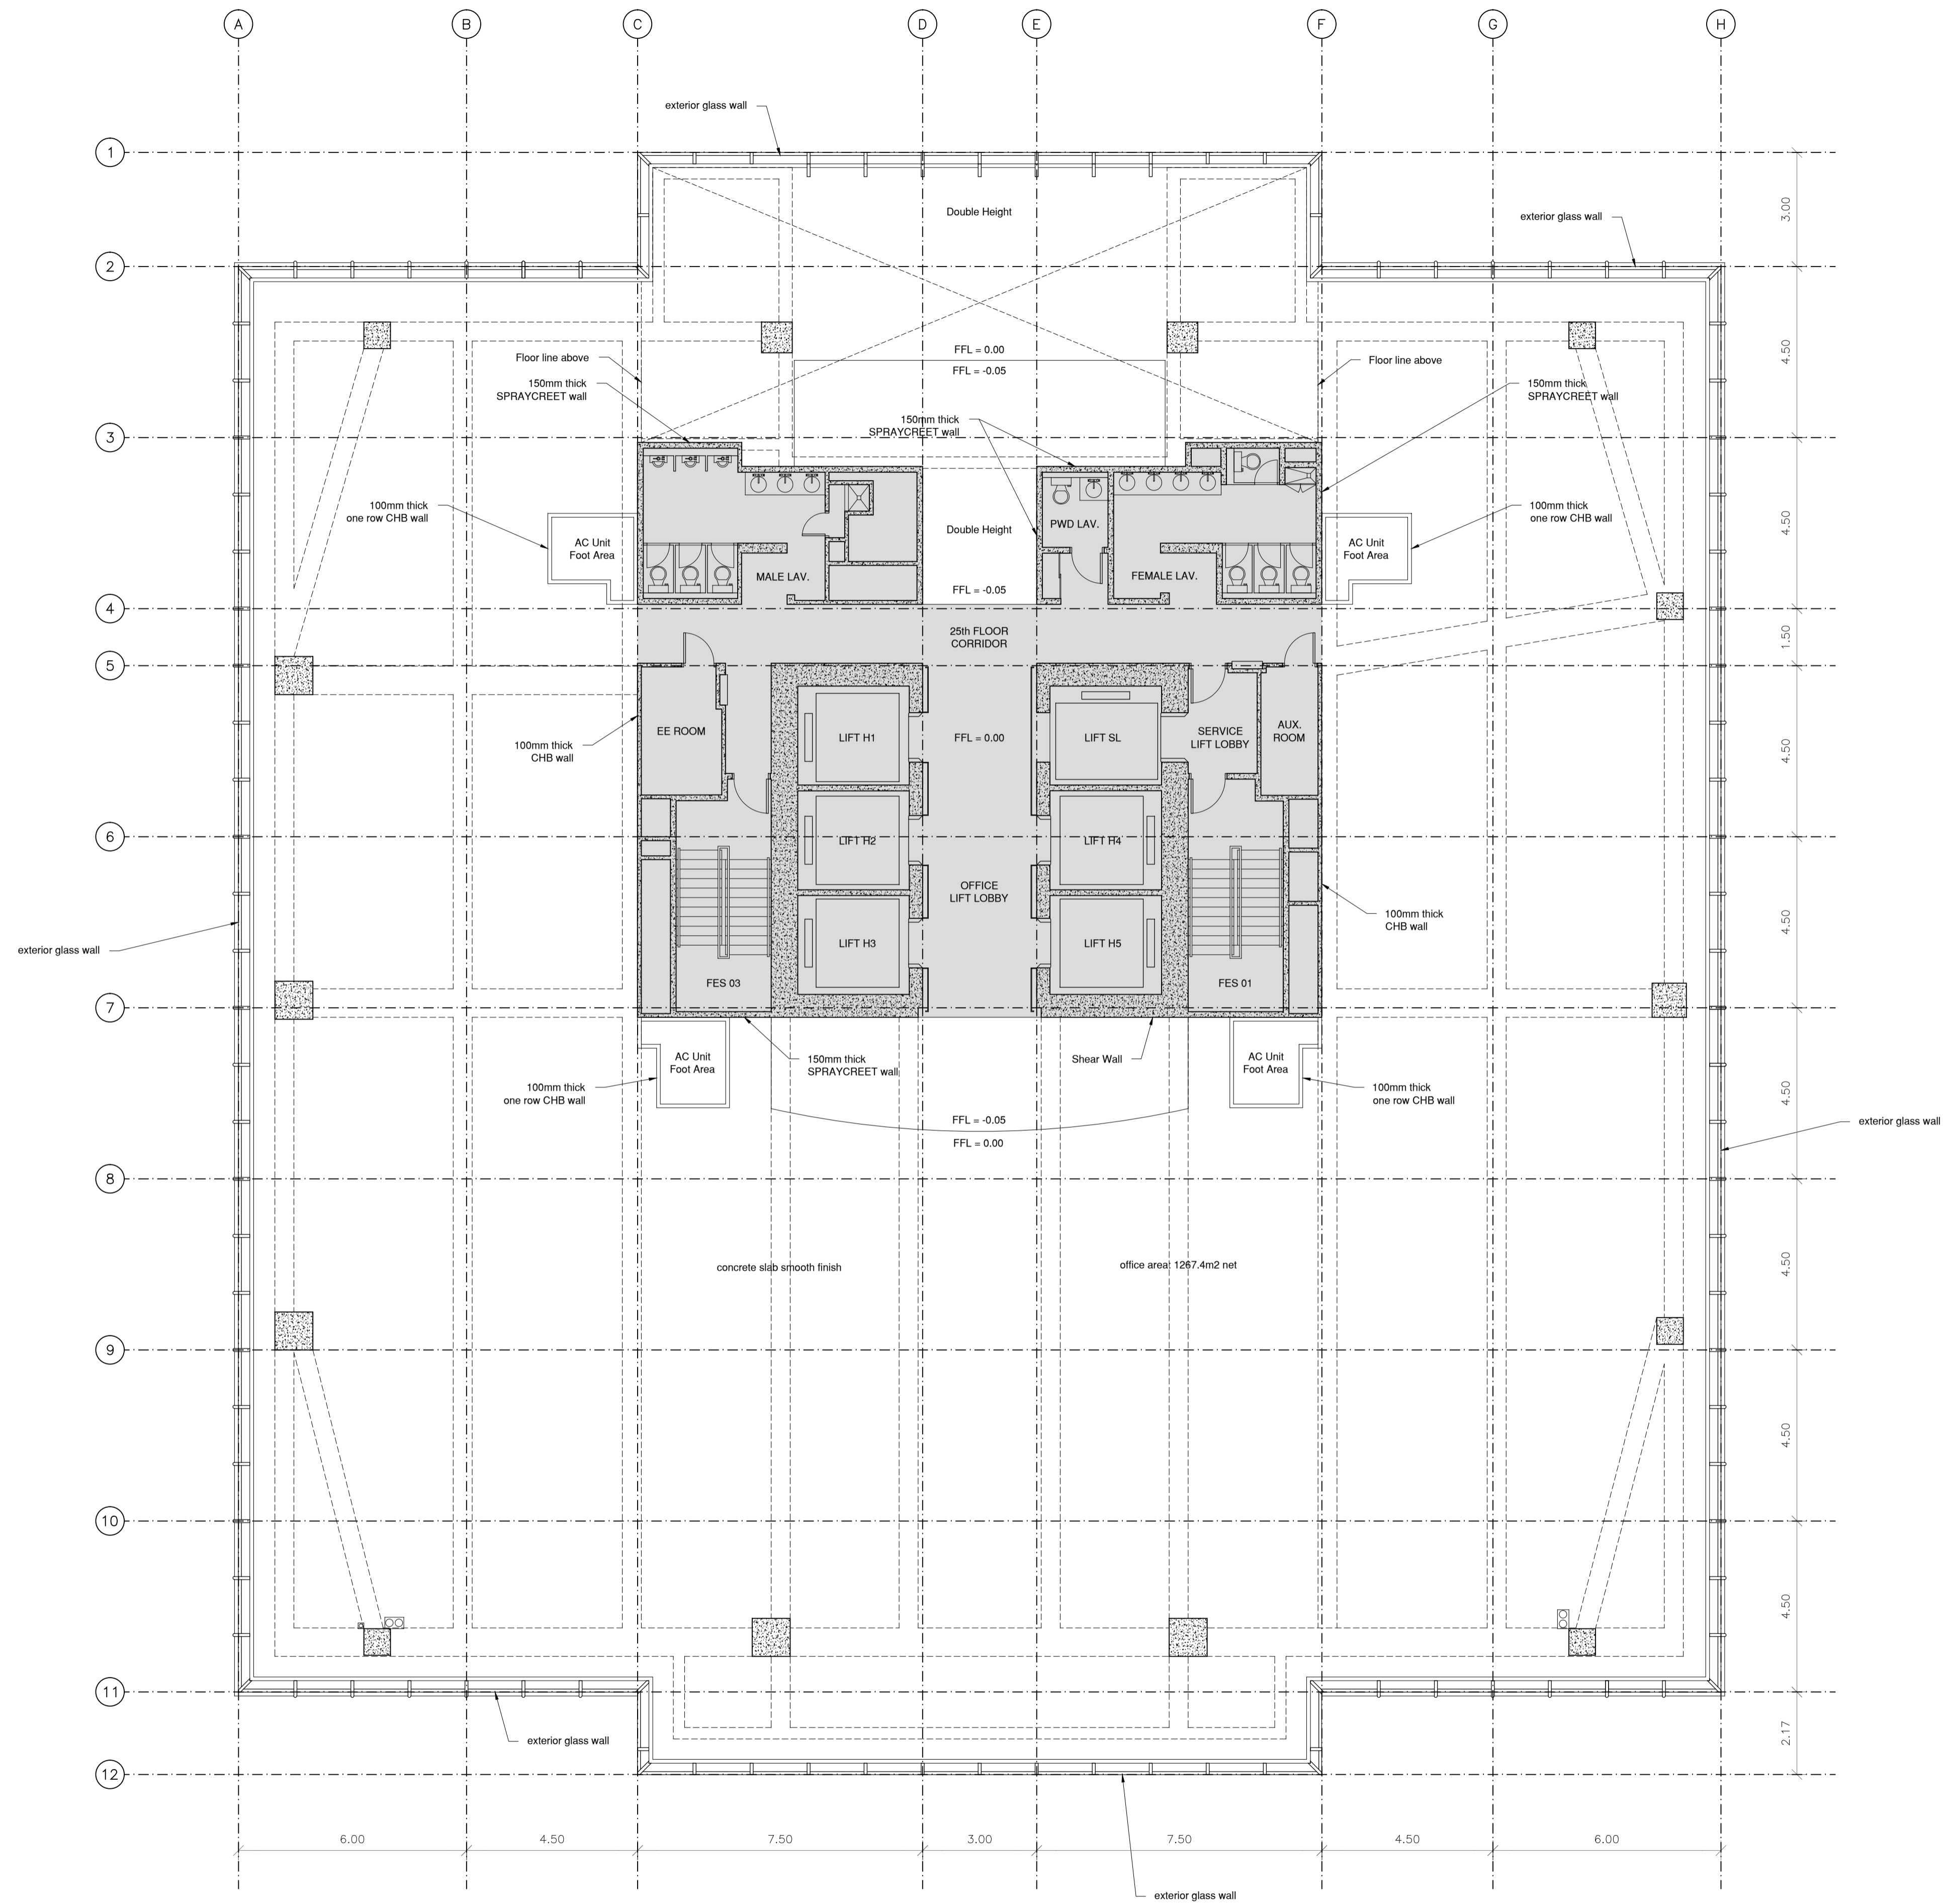 A
B
C
D
E
F
G
H
exterior glass wall
1
3.00
Double Height
exterior glass wall
2
4.50
FFL = 0.00
Floor line above
Floor line above
FFL = -0.05
150mm thick
SPRAYCREET wall
150mm thick
SPRAYCREET wall
150mm thick
SPRAYCREET wall
3
100mm thick
one row CHB wall
100mm thick
one row CHB wall
4.50
Double Height
PWD LAV.
AC Unit
Foot Area
AC Unit
Foot Area
MALE LAV.
FEMALE LAV.
FFL = -0.05
4
25th FLOOR
CORRIDOR
1.50
5
EE ROOM
LIFT H1
FFL = 0.00
LIFT SL
SERVICE
LIFT LOBBY
AUX.
ROOM
4.50
100mm thick
CHB wall
6
LIFT H2
LIFT H4
OFFICE
LIFT LOBBY
4.50
100mm thick
CHB wall
exterior glass wall
LIFT H3
LIFT H5
FES 03
FES 01
7
AC Unit
Foot Area
150mm thick
SPRAYCREET wall
Shear Wall
AC Unit
Foot Area
100mm thick
one row CHB wall
100mm thick
one row CHB wall
4.50
FFL = -0.05
FFL = 0.00
exterior glass wall
8
concrete slab smooth finish
office area: 1267.4m2 net
4.50
9
4.50
10
4.50
11
exterior glass wall
2.17
12
6.00
4.50
7.50
3.00
7.50
4.50
6.00
exterior glass wall